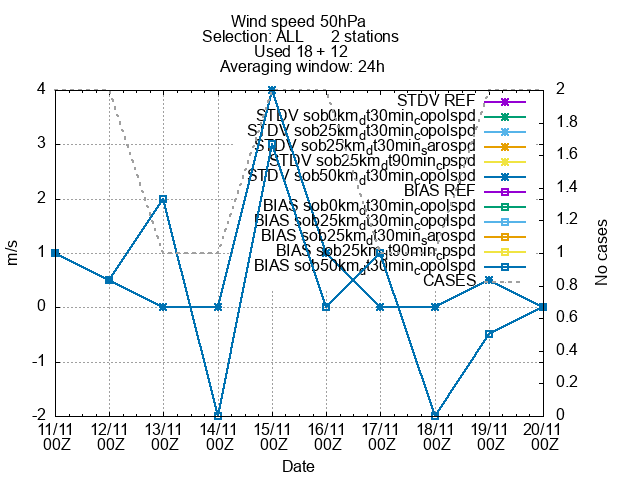 Wind speed 50hPa
Selection: ALL 2 stations
Used 18 + 12
Averaging window: 24h
4
3
2
1
0
-1
-2
m/s
2
1.8
1.6
1.4
1.2
1
0.8
0.6
0.4
0.2
0
No cases
STDV REF
STDV sob0km_dt30min_copolspd
STDV sob25km_dt30min_copolspd
STDV sob25km_dt30min_sarospd
STDV sob25km_dt90min_cpspd
STDV sob50km_dt30min_copolspd
BIAS REF
BIAS sob0km_dt30min_copolspd
BIAS sob25km_dt30min_copolspd
BIAS sob25km_dt30min_sarospd
BIAS sob25km_dt90min_cpspd
BIAS sob50km_dt30min_copolspd
CASES
11/11 12/11 13/11 14/11 15/11 16/11 17/11 18/11 19/11 20/11
00Z 00Z 00Z 00Z 00Z 00Z 00Z 00Z 00Z 00Z
Date